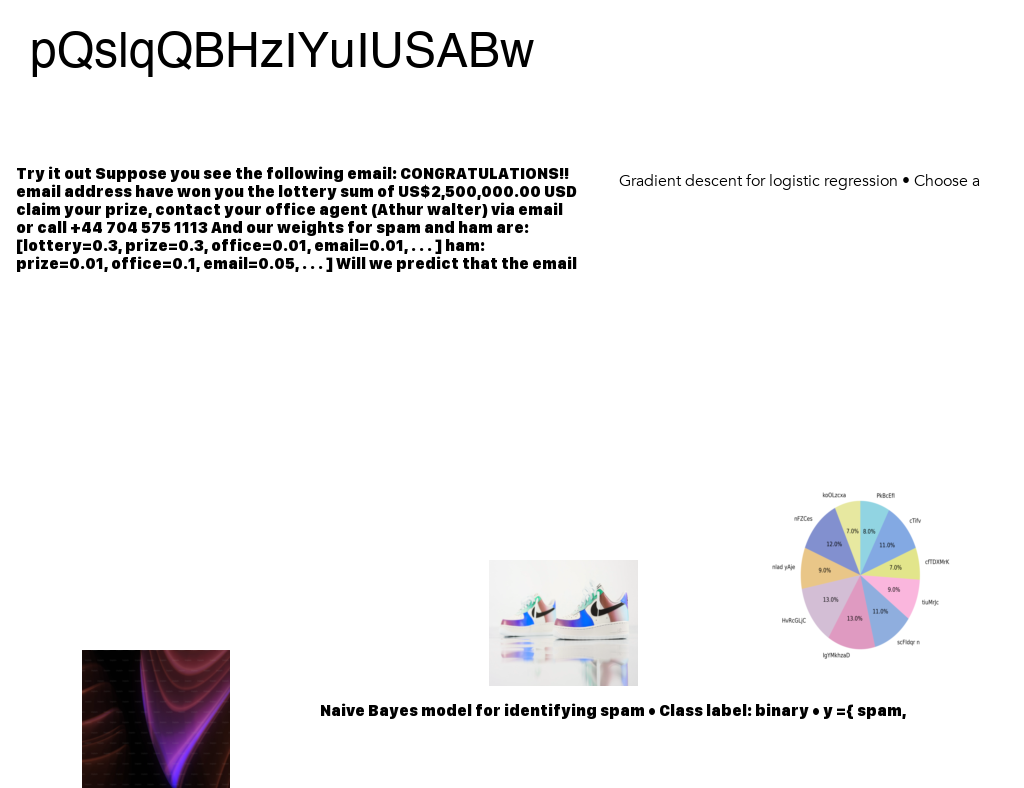 pQslqQBHzIYuIUSABw
Try it out Suppose you see the following email: CONGRATULATIONS!!
email address have won you the lottery sum of US$2,500,000.00 USD
claim your prize, contact your office agent (Athur walter) via email
or call +44 704 575 1113 And our weights for spam and ham are:
[lottery=0.3, prize=0.3, office=0.01, email=0.01, . . . ] ham:
prize=0.01, office=0.1, email=0.05, . . . ] Will we predict that the email
Gradient descent for logistic regression • Choose a
koOLzcxa
PkBcEfI
nFZCes
cTifv
7.0%
8.0%
12.0%
11.0%
nlad yAje
9.0%
7.0%
cfTDXMrK
13.0%
9.0%
tiuMrjc
HvRcGLjC
13.0%
11.0%
scFldqr n
lgYMkhzaO
Naive Bayes model for identifying spam • Class label: binary • y ={ spam,